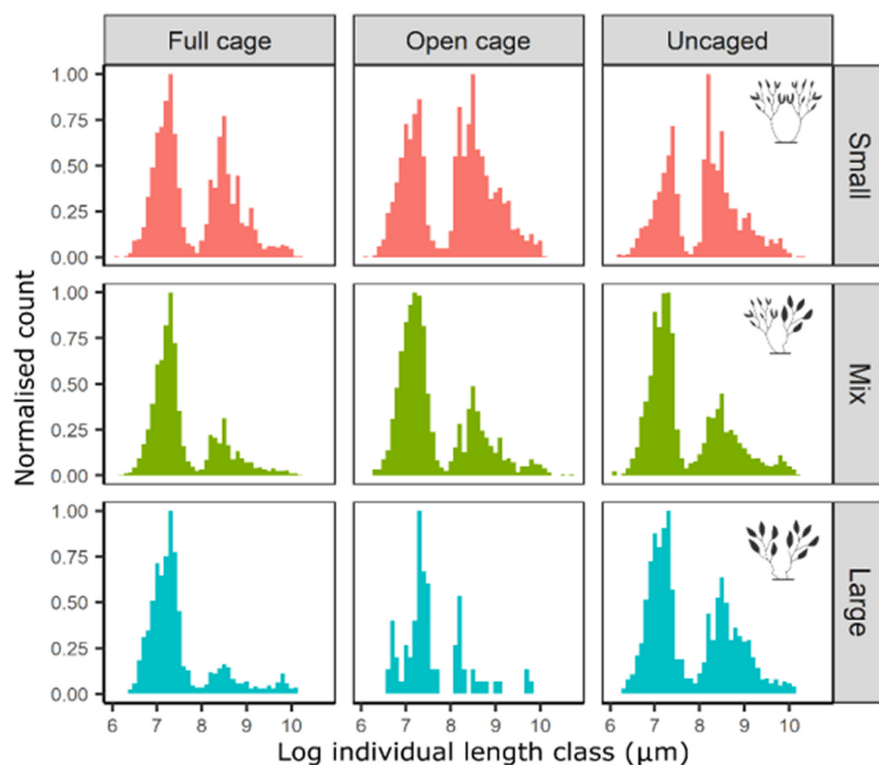 Full cage Open cage Uncaged
Normalised count
1.00
0.75
0.50
0.25
0.00
Small
1.00
0.75
0.50
0.25
0.00
Mix
1.00
0.75
0.50
0.25
0.00
Large
6 7 8 9 10 6 7 8 9 10 6 7 8 9 10
Log individual length class (μm)